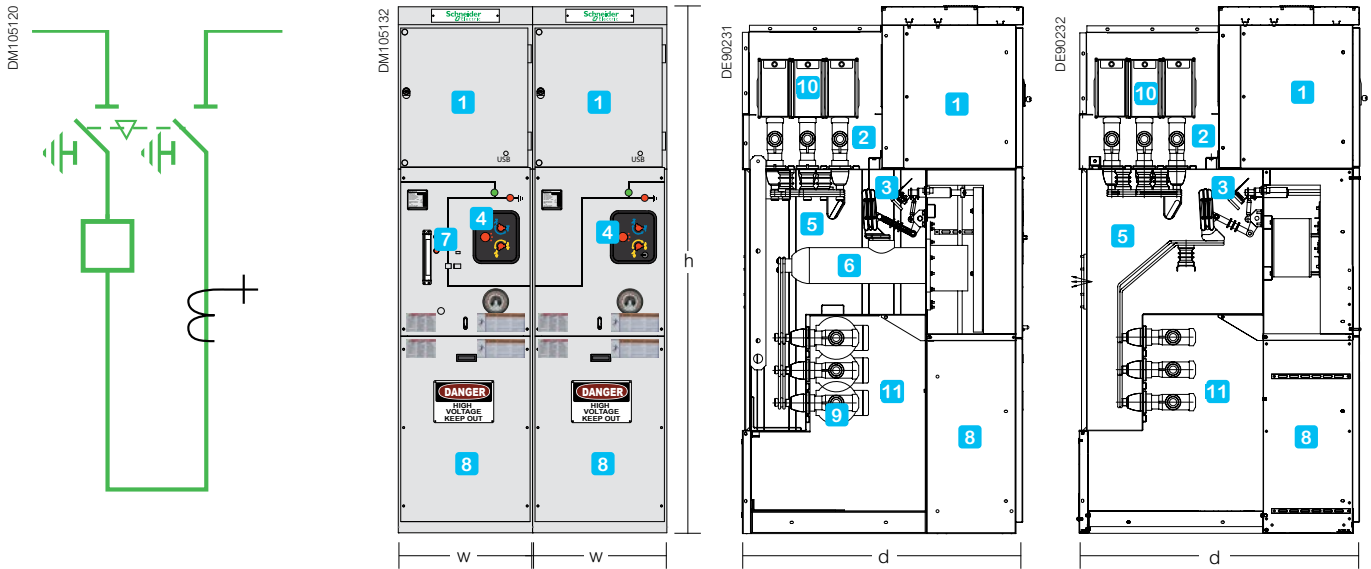 DM105120
DM105132
Schneider
Electric
Schneider
Electric
1
1
USB
USB
4
4
7
DANGER
HIGH
VOLTAGE
KEEP OUT
DANGER
HIGH
VOLTAGE
KEEP OUT
8
8
w
w
h
DE90231
10
1
2
3
5
6
11
9
8
d
DE90232
10
1
2
3
5
11
8
d